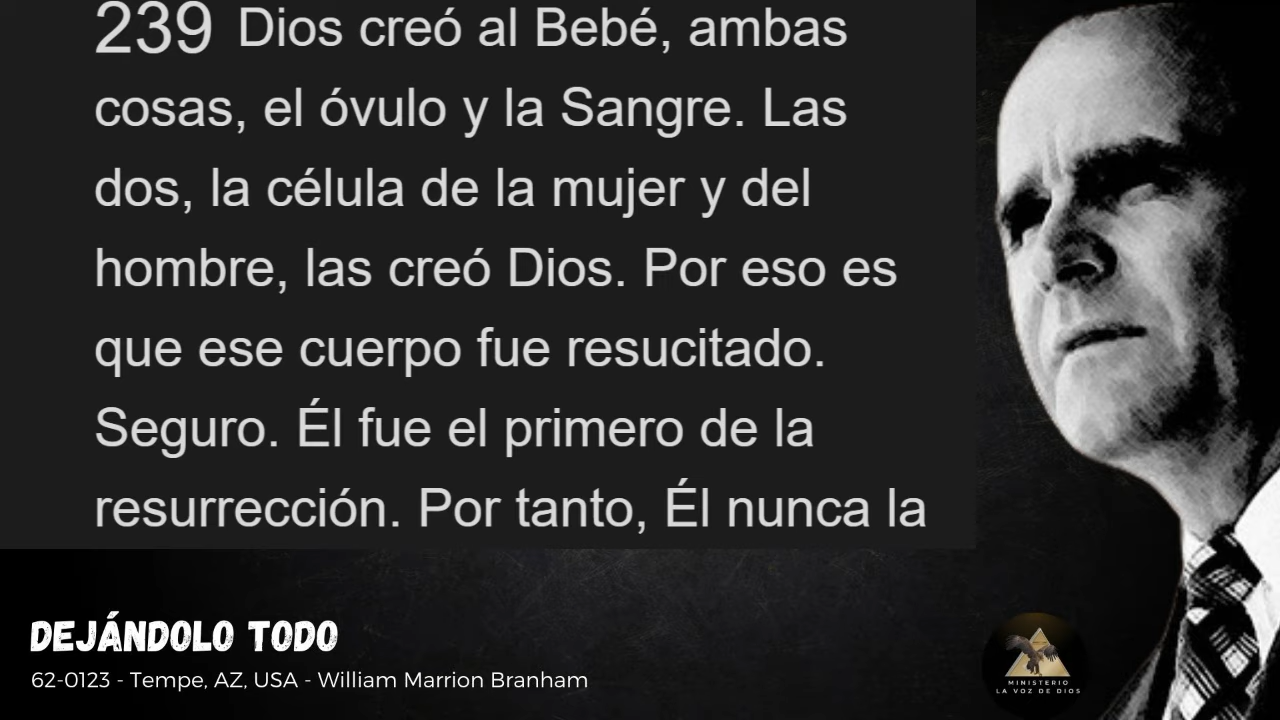 239 Dios creó al Bebé, ambas
cosas, el óvulo y la Sangre. Las
dos, la célula de la mujer y del
hombre, las creó Dios. Por eso es
que ese cuerpo fue resucitado.
Seguro. Él fue el primero de la
resurrección. Por tanto, Él nunca la
DEJÁNDOLO TODO
62-0123 - Tempe, AZ, USA - William Marrion Branham
MINISTERIO
LA VOZ DE DIOS